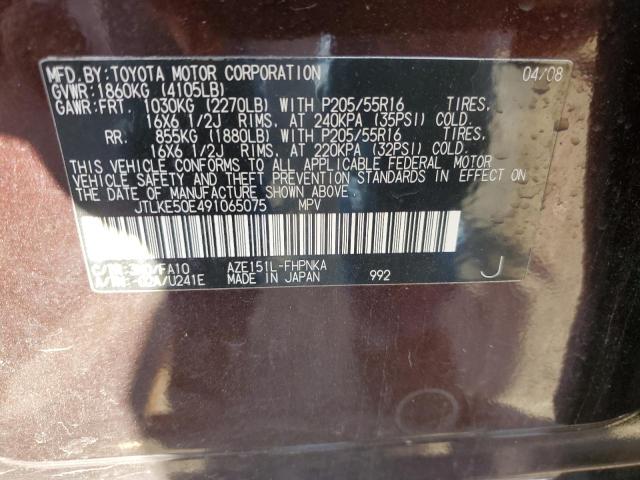 MFD. BY: TOYOTA MOTOR CORPORATION 04/08
GVWR: 1860KG (4105LB)
GAWR: FRT 1030KG (2270LB) WITH P205/55R16 TIRES.
16X6 1/2J RIMS. AT 240KPA (35PSI) COLD.
RR. 855KG (1880LB) WITH P205/55R16 TIRES.
16X6 1/2J RIMS. AT 220KPA (32PSI) COLD.
THIS VEHICLE CONFORMS TO ALL APPLICABLE FEDERAL MOTOR
VEHICLE SAFETY AND THEFT PREVENTION STANDARDS IN EFFECT ON
THE DATE OF MANUFACTURE SHOWN ABOVE.
JTLKE50E491065075 MPV
/FA10 AZE151L-FHPNKA
/U241E MADE IN JAPAN 992 J